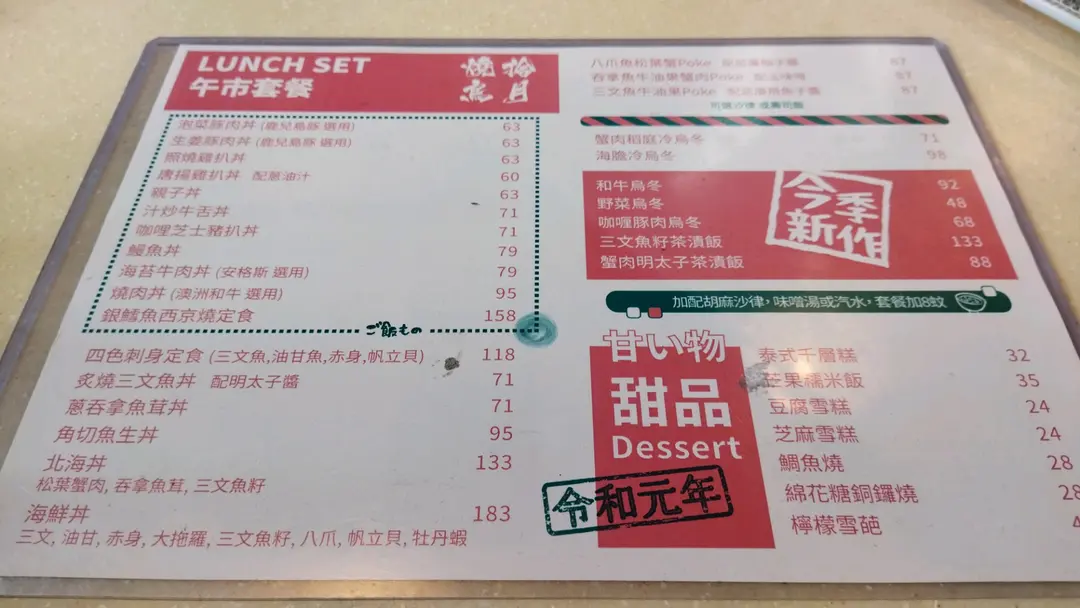 LUNCH SET
午市套餐
燒拾
鳥月
泡菜豚肉丼 (鹿兒島豚 選用) 63
生姜豚肉丼 (鹿兒島豚 選用) 63
照燒雞扒丼 63
唐揚雞扒丼 配蔥油汁 60
親子丼 63
汁炒牛舌丼 71
咖哩芝士豬扒丼 71
鰻魚丼 79
海苔牛肉丼 (安格斯 選用) 79
燒肉丼 (澳洲和牛 選用) 95
銀鱈魚西京燒定食 158
ご飯もの
四色刺身定食 (三文魚,油甘魚,赤身,帆立貝) 118
炙燒三文魚丼 配明太子醬 71
蔥吞拿魚茸丼 71
角切魚生丼 95
北海丼 133
松葉蟹肉, 吞拿魚茸, 三文魚籽
海鮮丼 183
三文, 油甘, 赤身, 大拖羅, 三文魚籽, 八爪, 帆立貝, 牡丹蝦
八爪魚松葉蟹Poke 87
吞拿魚牛油果蟹肉Poke 87
三文魚牛油果Poke 87
蟹肉稻庭冷烏冬 71
海膽冷烏冬 98
和牛烏冬 92
野菜烏冬 48
咖喱豚肉烏冬 68
三文魚籽茶漬飯 133
蟹肉明太子茶漬飯 88
今季
今新作
加配胡麻沙律，味噌湯或汽水，套餐加8蚊
甘い物
甜品
Dessert
令和元年
泰式千層糕 32
芒果糯米飯 35
豆腐雪糕 24
芝麻雪糕 24
鯛魚燒 28
綿花糖銅鑼燒 28
檸檬雪葩